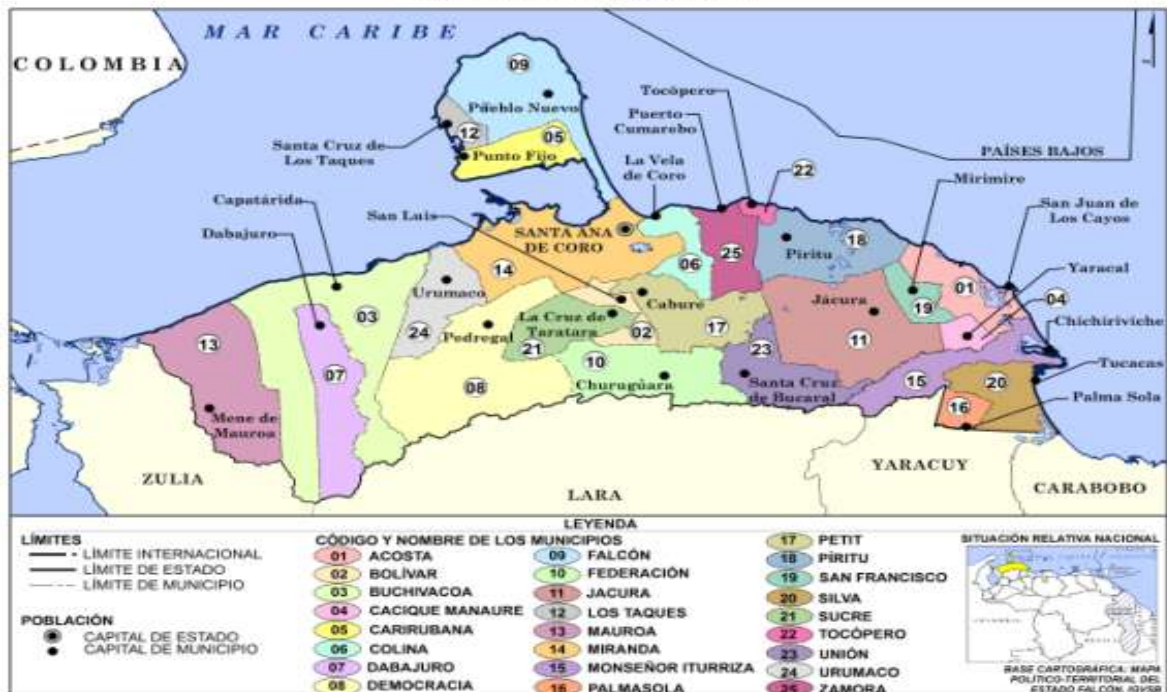 MAR CARIBE
COLOMBIA
09
Pueblo Nuevo
Tocópero
Puerto
Cumarebo
12
05
Santa Cruz de
Los Taques
Punto Fijo
La Vela
de Coro
PAÍSES BAJOS
22
Mirimire
San Juan de
Los Cayos
Capatárida
San Luis
Dabajuro
SANTA ANA
DE CORO
14
06
25
Píritu
18
Yaracal
04
Urumaco
03
24
Cabure
19
01
Jácura
Chichiriviche
13
Pedregal
La Cruz de
Taratara
21
02
17
23
11
Tucacas
07
08
10
Churuguara
Santa Cruz
de Bucaral
15
20
Palma Sola
16
Mene de
Mauroa
ZULIA
LARA
YARACUY
CARABOBO
LEYENDA
LÍMITES
LÍMITE INTERNACIONAL
LÍMITE DE ESTADO
LÍMITE DE MUNICIPIO
POBLACIÓN
CAPITAL DE ESTADO
CAPITAL DE MUNICIPIO
CÓDIGO Y NOMBRE DE LOS MUNICIPIOS
01 ACOSTA
02 BOLÍVAR
03 BUCHIVACOA
04 CACIQUE MANAURE
05 CARIRUBANA
06 COLINA
07 DABAJURO
08 DEMOCRACIA
09 FALCÓN
10 FEDERACIÓN
11 JACURA
12 LOS TAQUES
13 MAUROA
14 MIRANDA
15 MONSEÑOR ITURRIZA
16 PALMASOLA
17 PETIT
18 PÍRITU
19 SAN FRANCISCO
20 SILVA
21 SUCRE
22 TOCÓPERO
23 UNIÓN
24 URUMACO
25 ZAMORA
SITUACIÓN RELATIVA NACIONAL
BASE CARTOGRÁFICA: MAPA
POLÍTICO-TERRITORIAL DEL